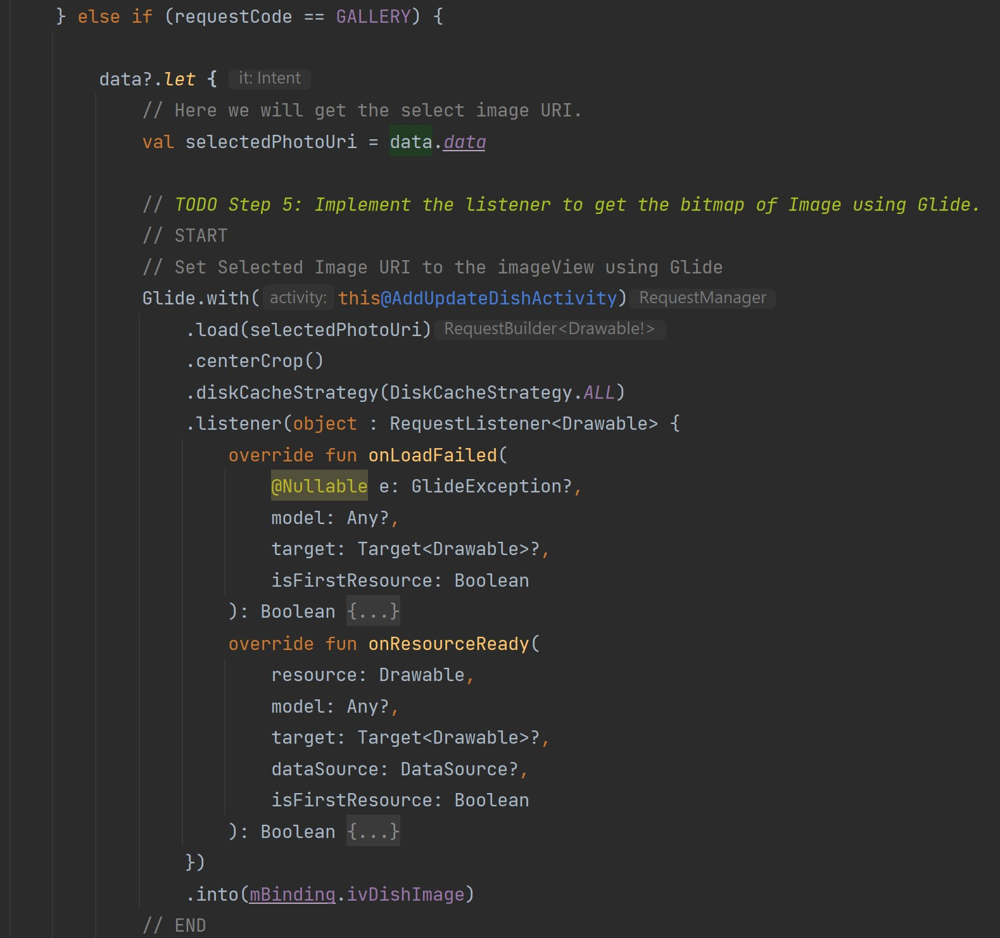 } else if (requestCode == GALLERY) {
data?.let { it: Intent
// Here we will get the select image URI.
val selectedPhotoUri = data.data
// TODO Step 5: Implement the listener to get the bitmap of Image using Glide.
// START
// Set Selected Image URI to the imageView using Glide
Glide.with( activity: this@AddUpdateDishActivity) RequestManager
.load(selectedPhotoUri) RequestBuilder<Drawable!>
.centerCrop()
.diskCacheStrategy(DiskCacheStrategy.ALL)
.listener(object : RequestListener<Drawable> {
override fun onLoadFailed(
@Nullable e: GlideException?,
model: Any?,
target: Target<Drawable>?,
isFirstResource: Boolean
): Boolean {...}
override fun onResourceReady(
resource: Drawable,
model: Any?,
target: Target<Drawable>?,
dataSource: DataSource?,
isFirstResource: Boolean
): Boolean {...}
})
.into(mBinding.ivDishImage)
// END